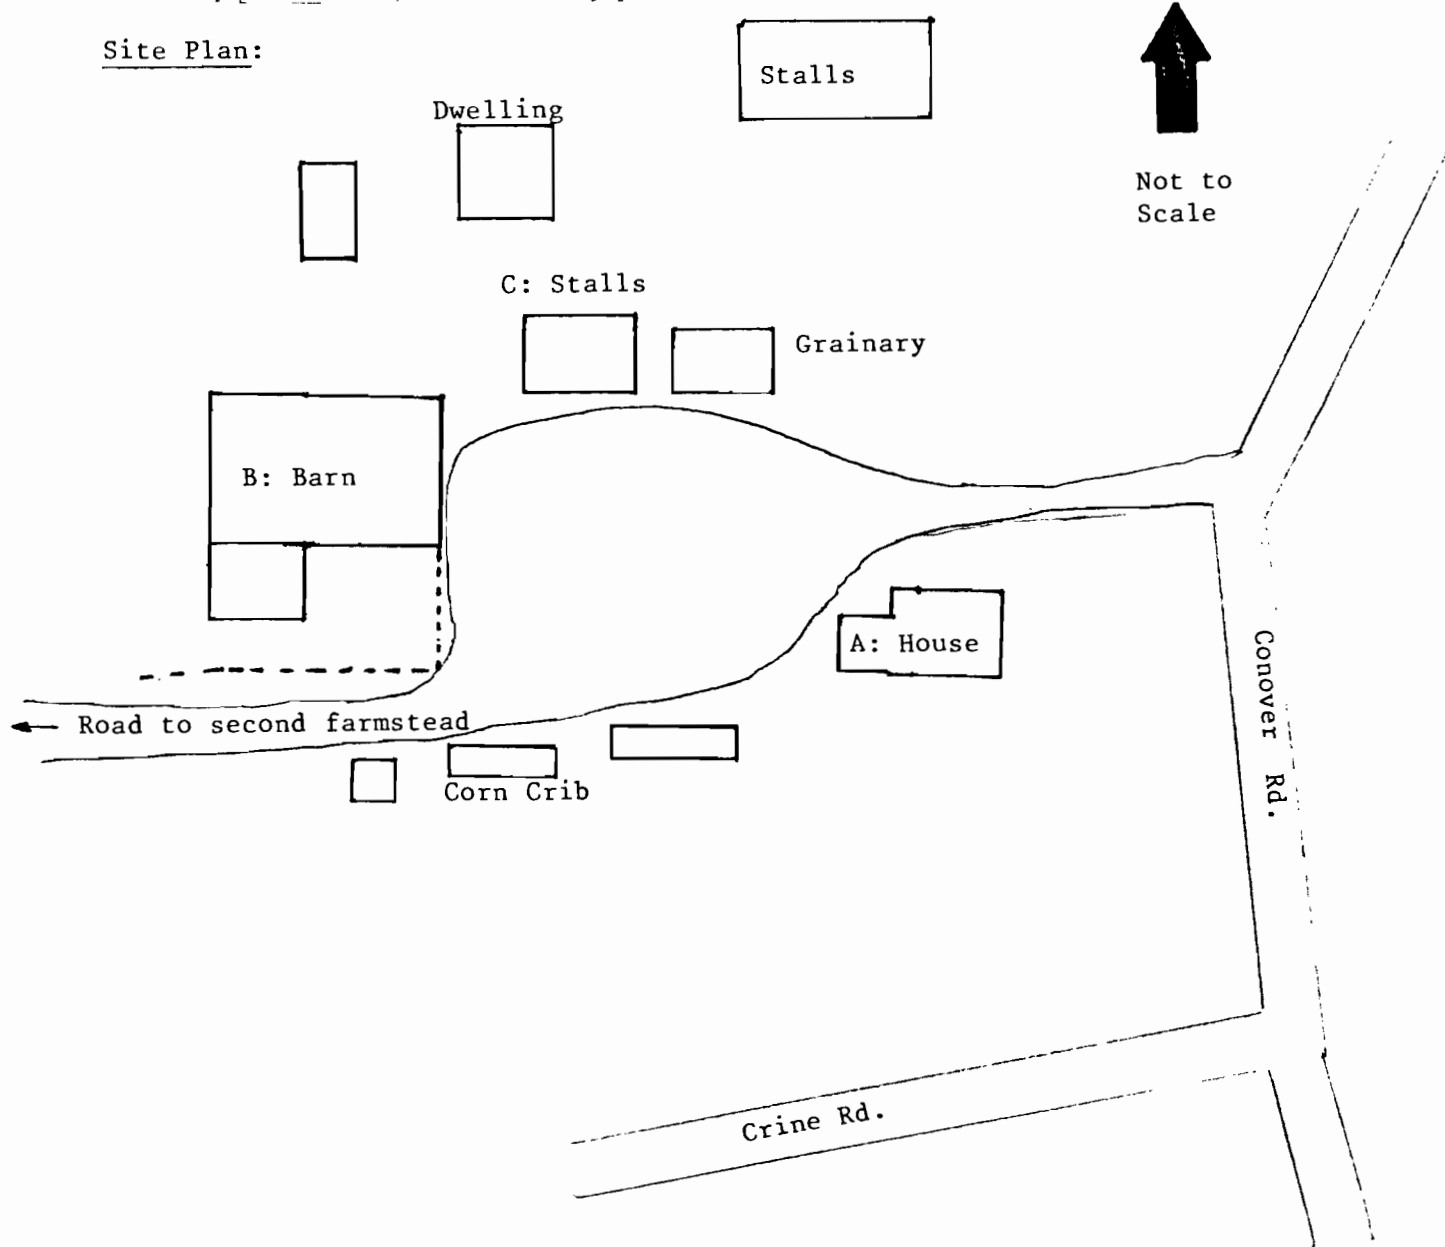 Site Plan:
Stalls
Dwelling
Not to
Scale
C: Stalls
Grainary
B: Barn
A: House
Conover Rd.
Road to second farmstead
Corn Crib
Crine Rd.